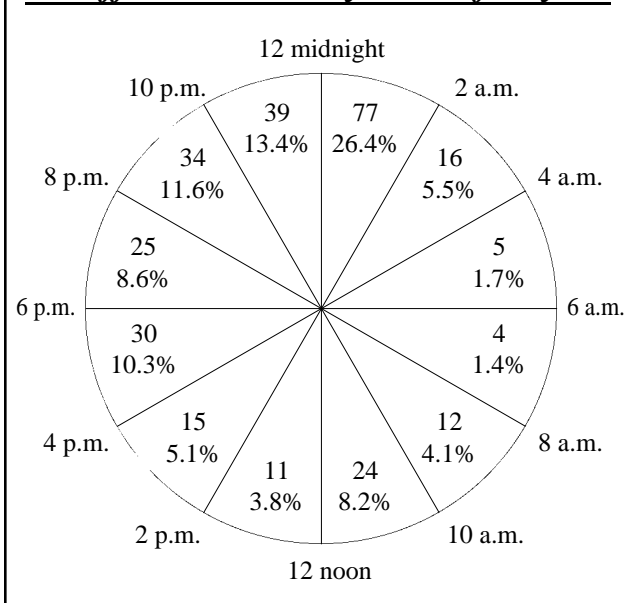 12 midnight
10 p.m.
2 a.m.
39
13.4%
77
26.4%
34
11.6%
16
5.5%
8 p.m.
4 a.m.
25
8.6%
5
1.7%
6 p.m.
6 a.m.
30
10.3%
4
1.4%
4 p.m.
8 a.m.
15
5.1%
12
4.1%
11
3.8%
24
8.2%
2 p.m.
10 a.m.
12 noon